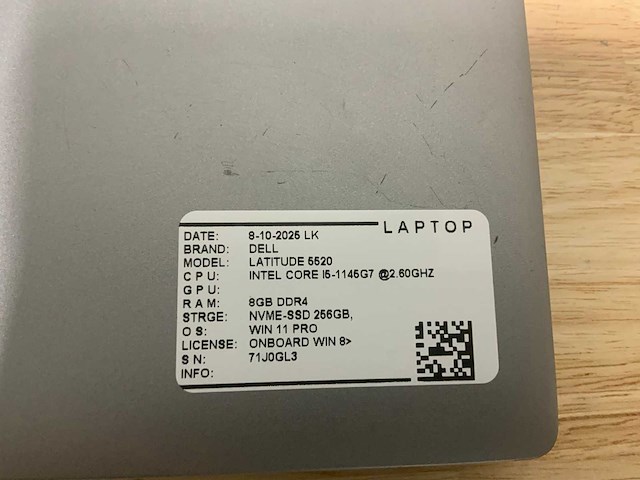 LAPTOP
DATE: 8-10-2025 LK
BRAND: DELL
MODEL: LATITUDE 5520
CPU: INTEL CORE I5-1145G7 @2.60GHZ
GPU:
RAM: 8GB DDR4
STRGE: NVME-SSD 256GB,
OS: WIN 11 PRO
LICENSE: ONBOARD WIN 8>
SN: 71J0GL3
INFO: